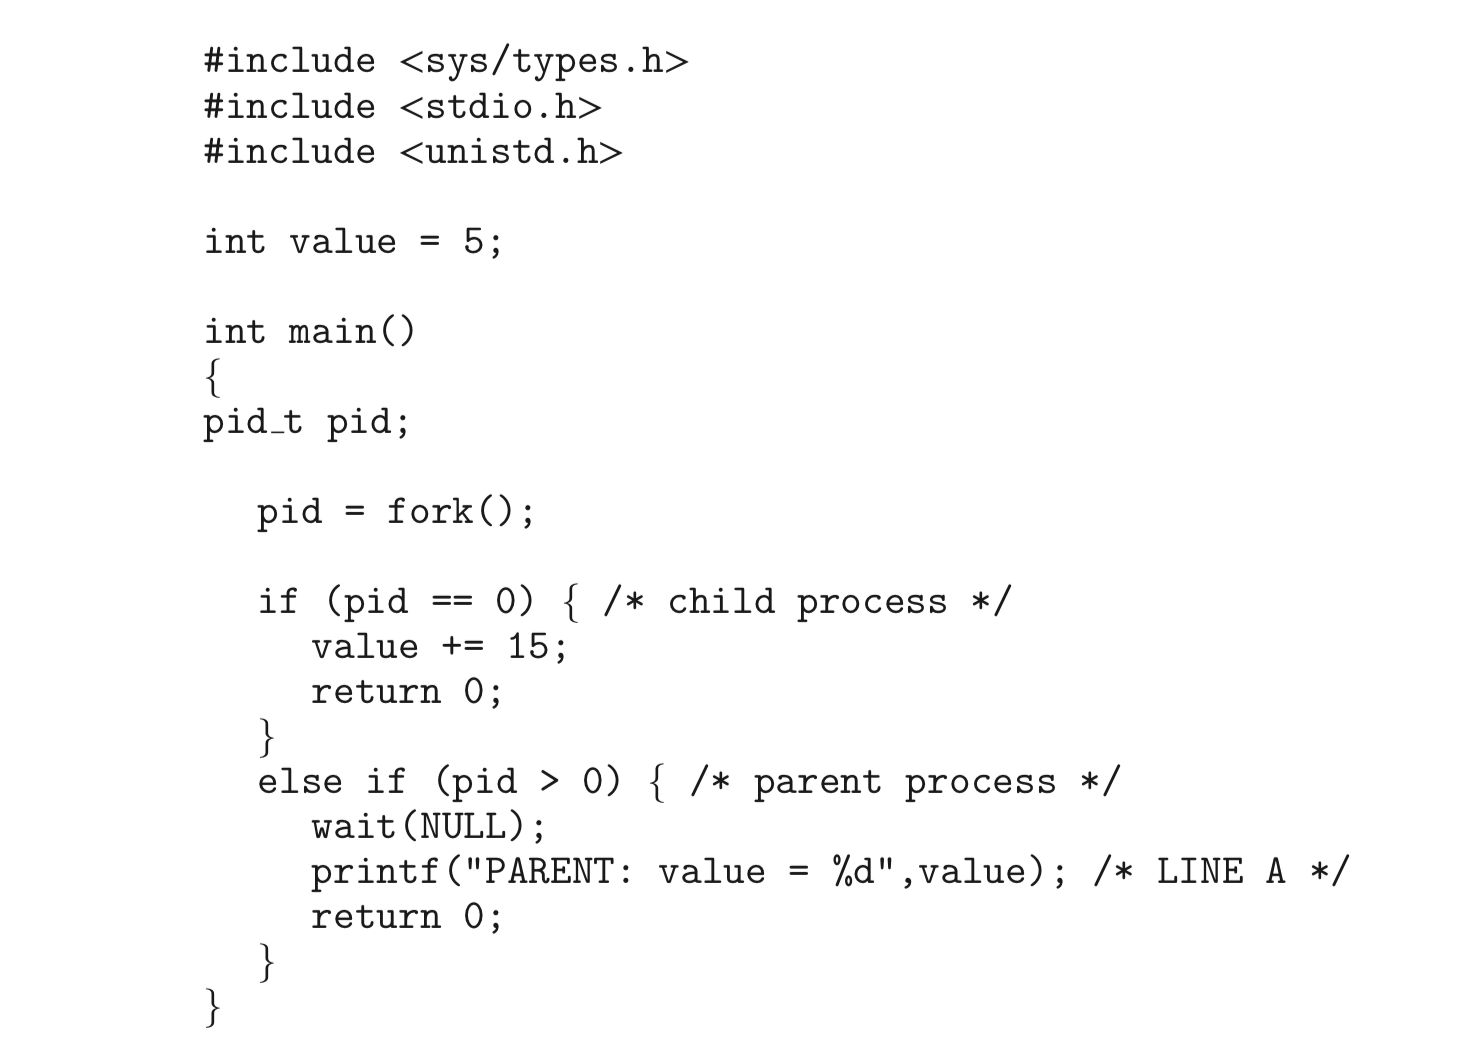 #include <sys/types.h>
#include <stdio.h>
#include <unistd.h>
int value = 5;
int main()
{
pid_t pid;
pid = fork();
if (pid == 0) { /* child process */
value += 15;
return 0;
}
else if (pid > 0) { /* parent process */
wait(NULL);
printf("PARENT: value = %d",value); /* LINE A */
return 0;
}
}